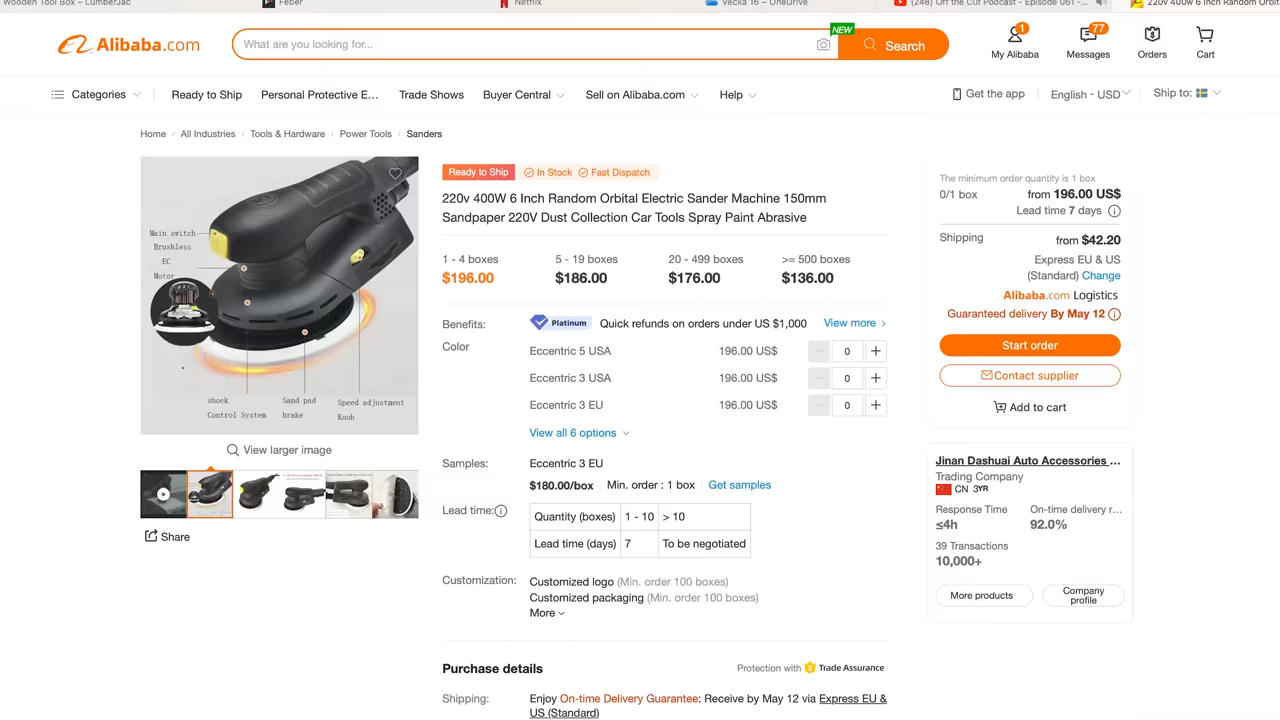 Wooden Tool Box – LumberJac
Feber
Netflix
Vecka 16 – OneDrive
(248) Off the Cut Podcast - Episode 061 -...
220v 400w 6 Inch Random Orbit
Alibaba.com
What are you looking for...
NEW
Search
1
My Alibaba
77
Messages
Orders
Cart
Categories
Ready to Ship
Personal Protective E...
Trade Shows
Buyer Central
Sell on Alibaba.com
Help
Get the app
English - USD
Ship to:
Home / All Industries / Tools & Hardware / Power Tools / Sanders
Main switch
Brushless
EC
Motor
shock
Control System
Sand pad
brake
Speed adjustment
Knob
View larger image
Share
Ready to Ship
In Stock
Fast Dispatch
220v 400W 6 Inch Random Orbital Electric Sander Machine 150mm
Sandpaper 220V Dust Collection Car Tools Spray Paint Abrasive
1 - 4 boxes
$196.00
5 - 19 boxes
$186.00
20 - 499 boxes
$176.00
>= 500 boxes
$136.00
Benefits:
Platinum
Quick refunds on orders under US $1,000
View more
Color
Eccentric 5 USA 196.00 US$ 0 +
Eccentric 3 USA 196.00 US$ 0 +
Eccentric 3 EU 196.00 US$ 0 +
View all 6 options
Samples:
Eccentric 3 EU
$180.00/box Min. order : 1 box Get samples
Lead time:
Quantity (boxes) 1 - 10 > 10
Lead time (days) 7 To be negotiated
Customization:
Customized logo (Min. order 100 boxes)
Customized packaging (Min. order 100 boxes)
More
Purchase details
Protection with Trade Assurance
Shipping:
Enjoy On-time Delivery Guarantee: Receive by May 12 via Express EU &
US (Standard)
The minimum order quantity is 1 box
0/1 box from 196.00 US$
Lead time 7 days
Shipping from $42.20
Express EU & US
(Standard) Change
Alibaba.com Logistics
Guaranteed delivery By May 12
Start order
Contact supplier
Add to cart
Jinan Dashuai Auto Accessories ...
Trading Company
CN 3YR
Response Time
≤4h
On-time delivery r...
92.0%
39 Transactions
10,000+
More products
Company
profile